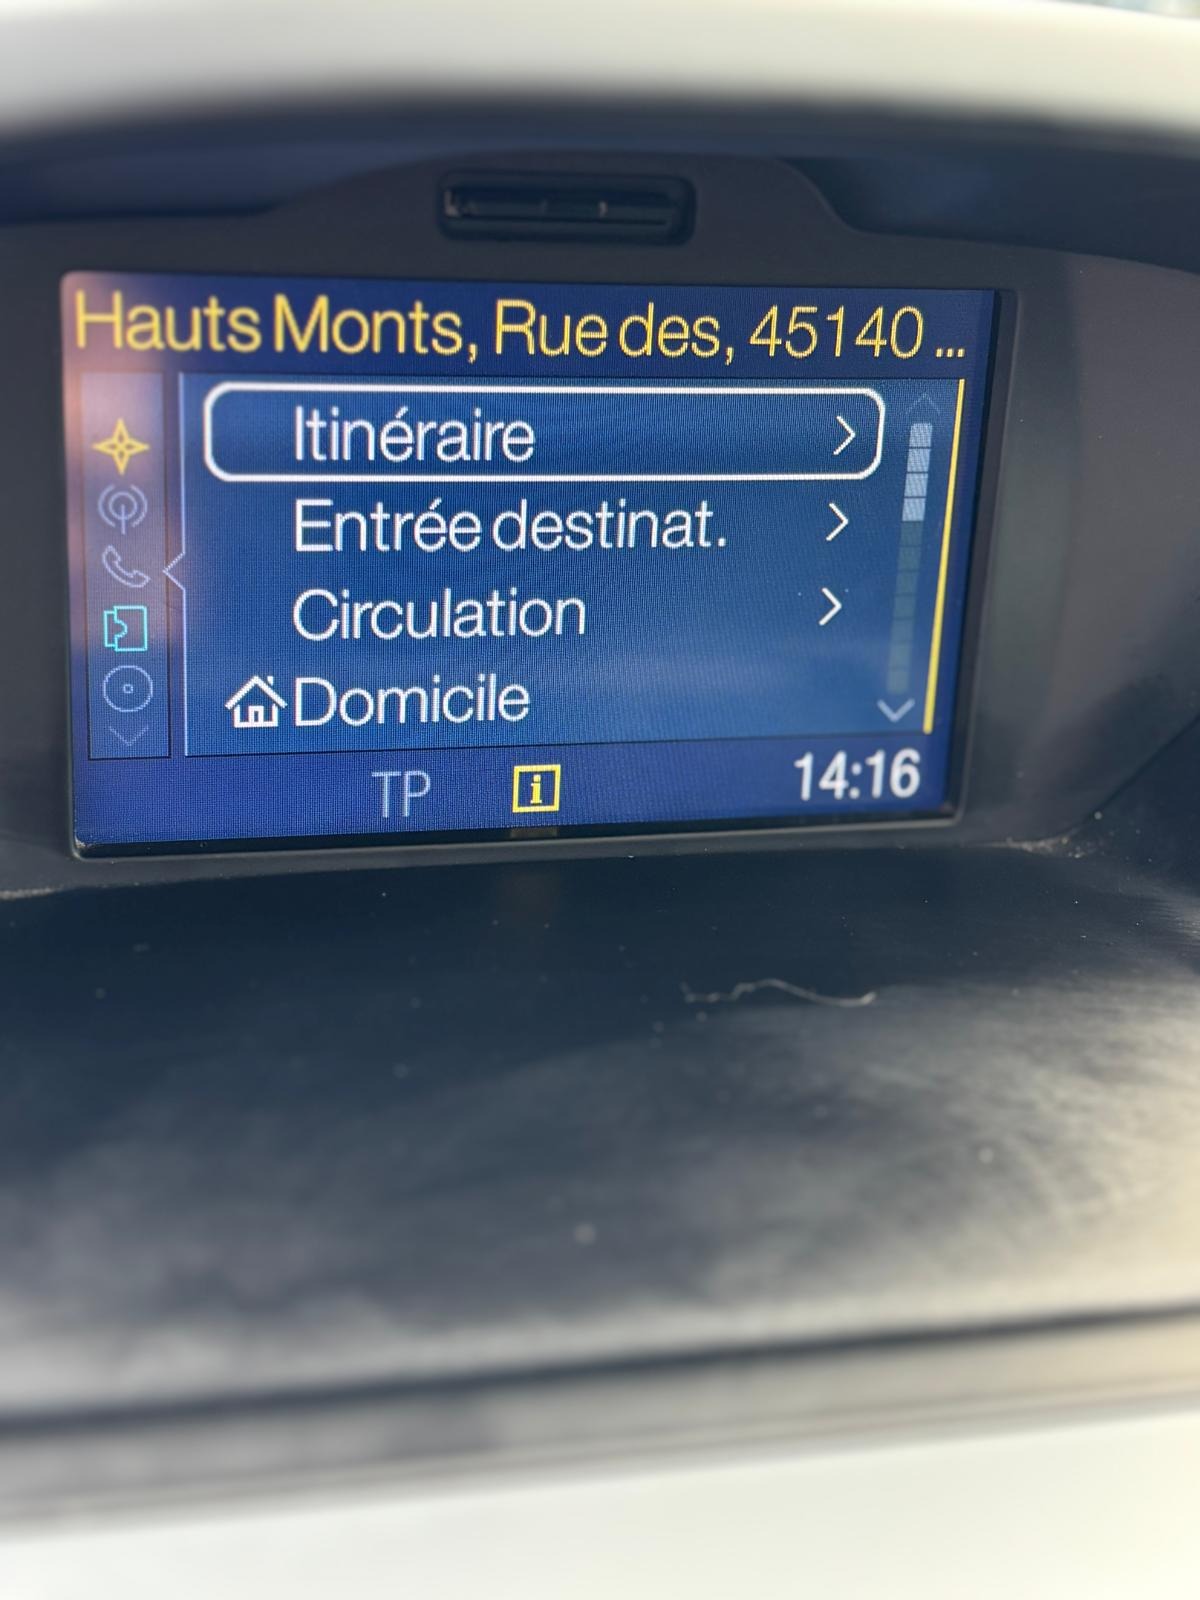 Hauts Monts, Rue des, 45140 ...
Itinéraire
Entrée destinat.
Circulation
Domicile
TP i 14:16